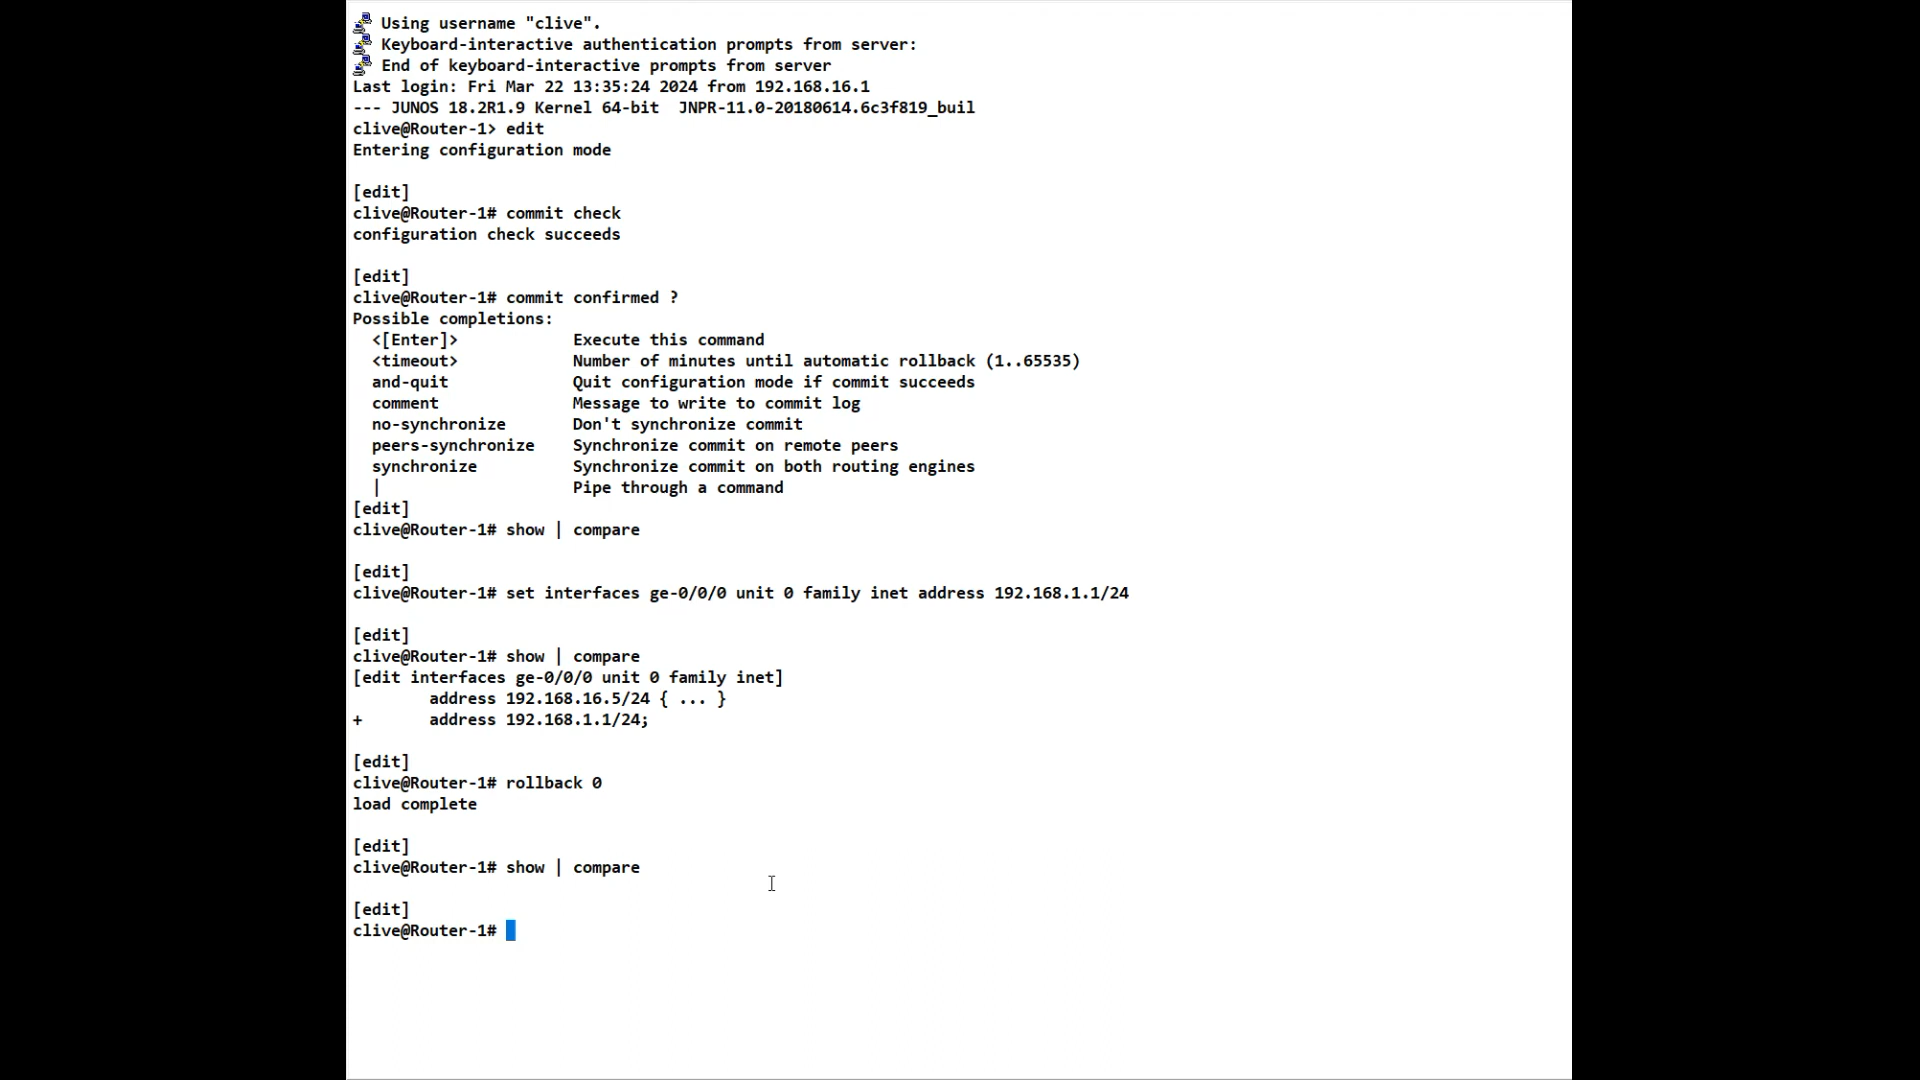 Using username "clive".
Keyboard-interactive authentication prompts from server:
End of keyboard-interactive prompts from server
Last login: Fri Mar 22 13:35:24 2024 from 192.168.16.1
--- JUNOS 18.2R1.9 Kernel 64-bit  JNPR-11.0-20180614.6c3f819_buil
clive@Router-1> edit
Entering configuration mode

[edit]
clive@Router-1# commit check
configuration check succeeds

[edit]
clive@Router-1# commit confirmed ?
Possible completions:
  <[Enter]>            Execute this command
  <timeout>            Number of minutes until automatic rollback (1..65535)
  and-quit             Quit configuration mode if commit succeeds
  comment              Message to write to commit log
  no-synchronize       Don't synchronize commit
  peers-synchronize    Synchronize commit on remote peers
  synchronize          Synchronize commit on both routing engines
  |                    Pipe through a command
[edit]
clive@Router-1# show | compare

[edit]
clive@Router-1# set interfaces ge-0/0/0 unit 0 family inet address 192.168.1.1/24

[edit]
clive@Router-1# show | compare
[edit interfaces ge-0/0/0 unit 0 family inet]
        address 192.168.16.5/24 { ... }
+       address 192.168.1.1/24;

[edit]
clive@Router-1# rollback 0
load complete

[edit]
clive@Router-1# show | compare

[edit]
clive@Router-1#